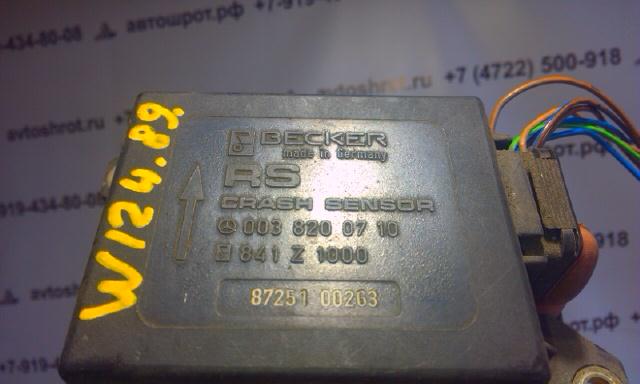 -434-80-08 автошрот.рф +7-919-4
avtoshrot.ru +7 (4722) 500-918
W124.89.
BECKER
made in Germany
RS
CRASH SENSOR
003 820 07 10
841 Z 1000
87251 00263